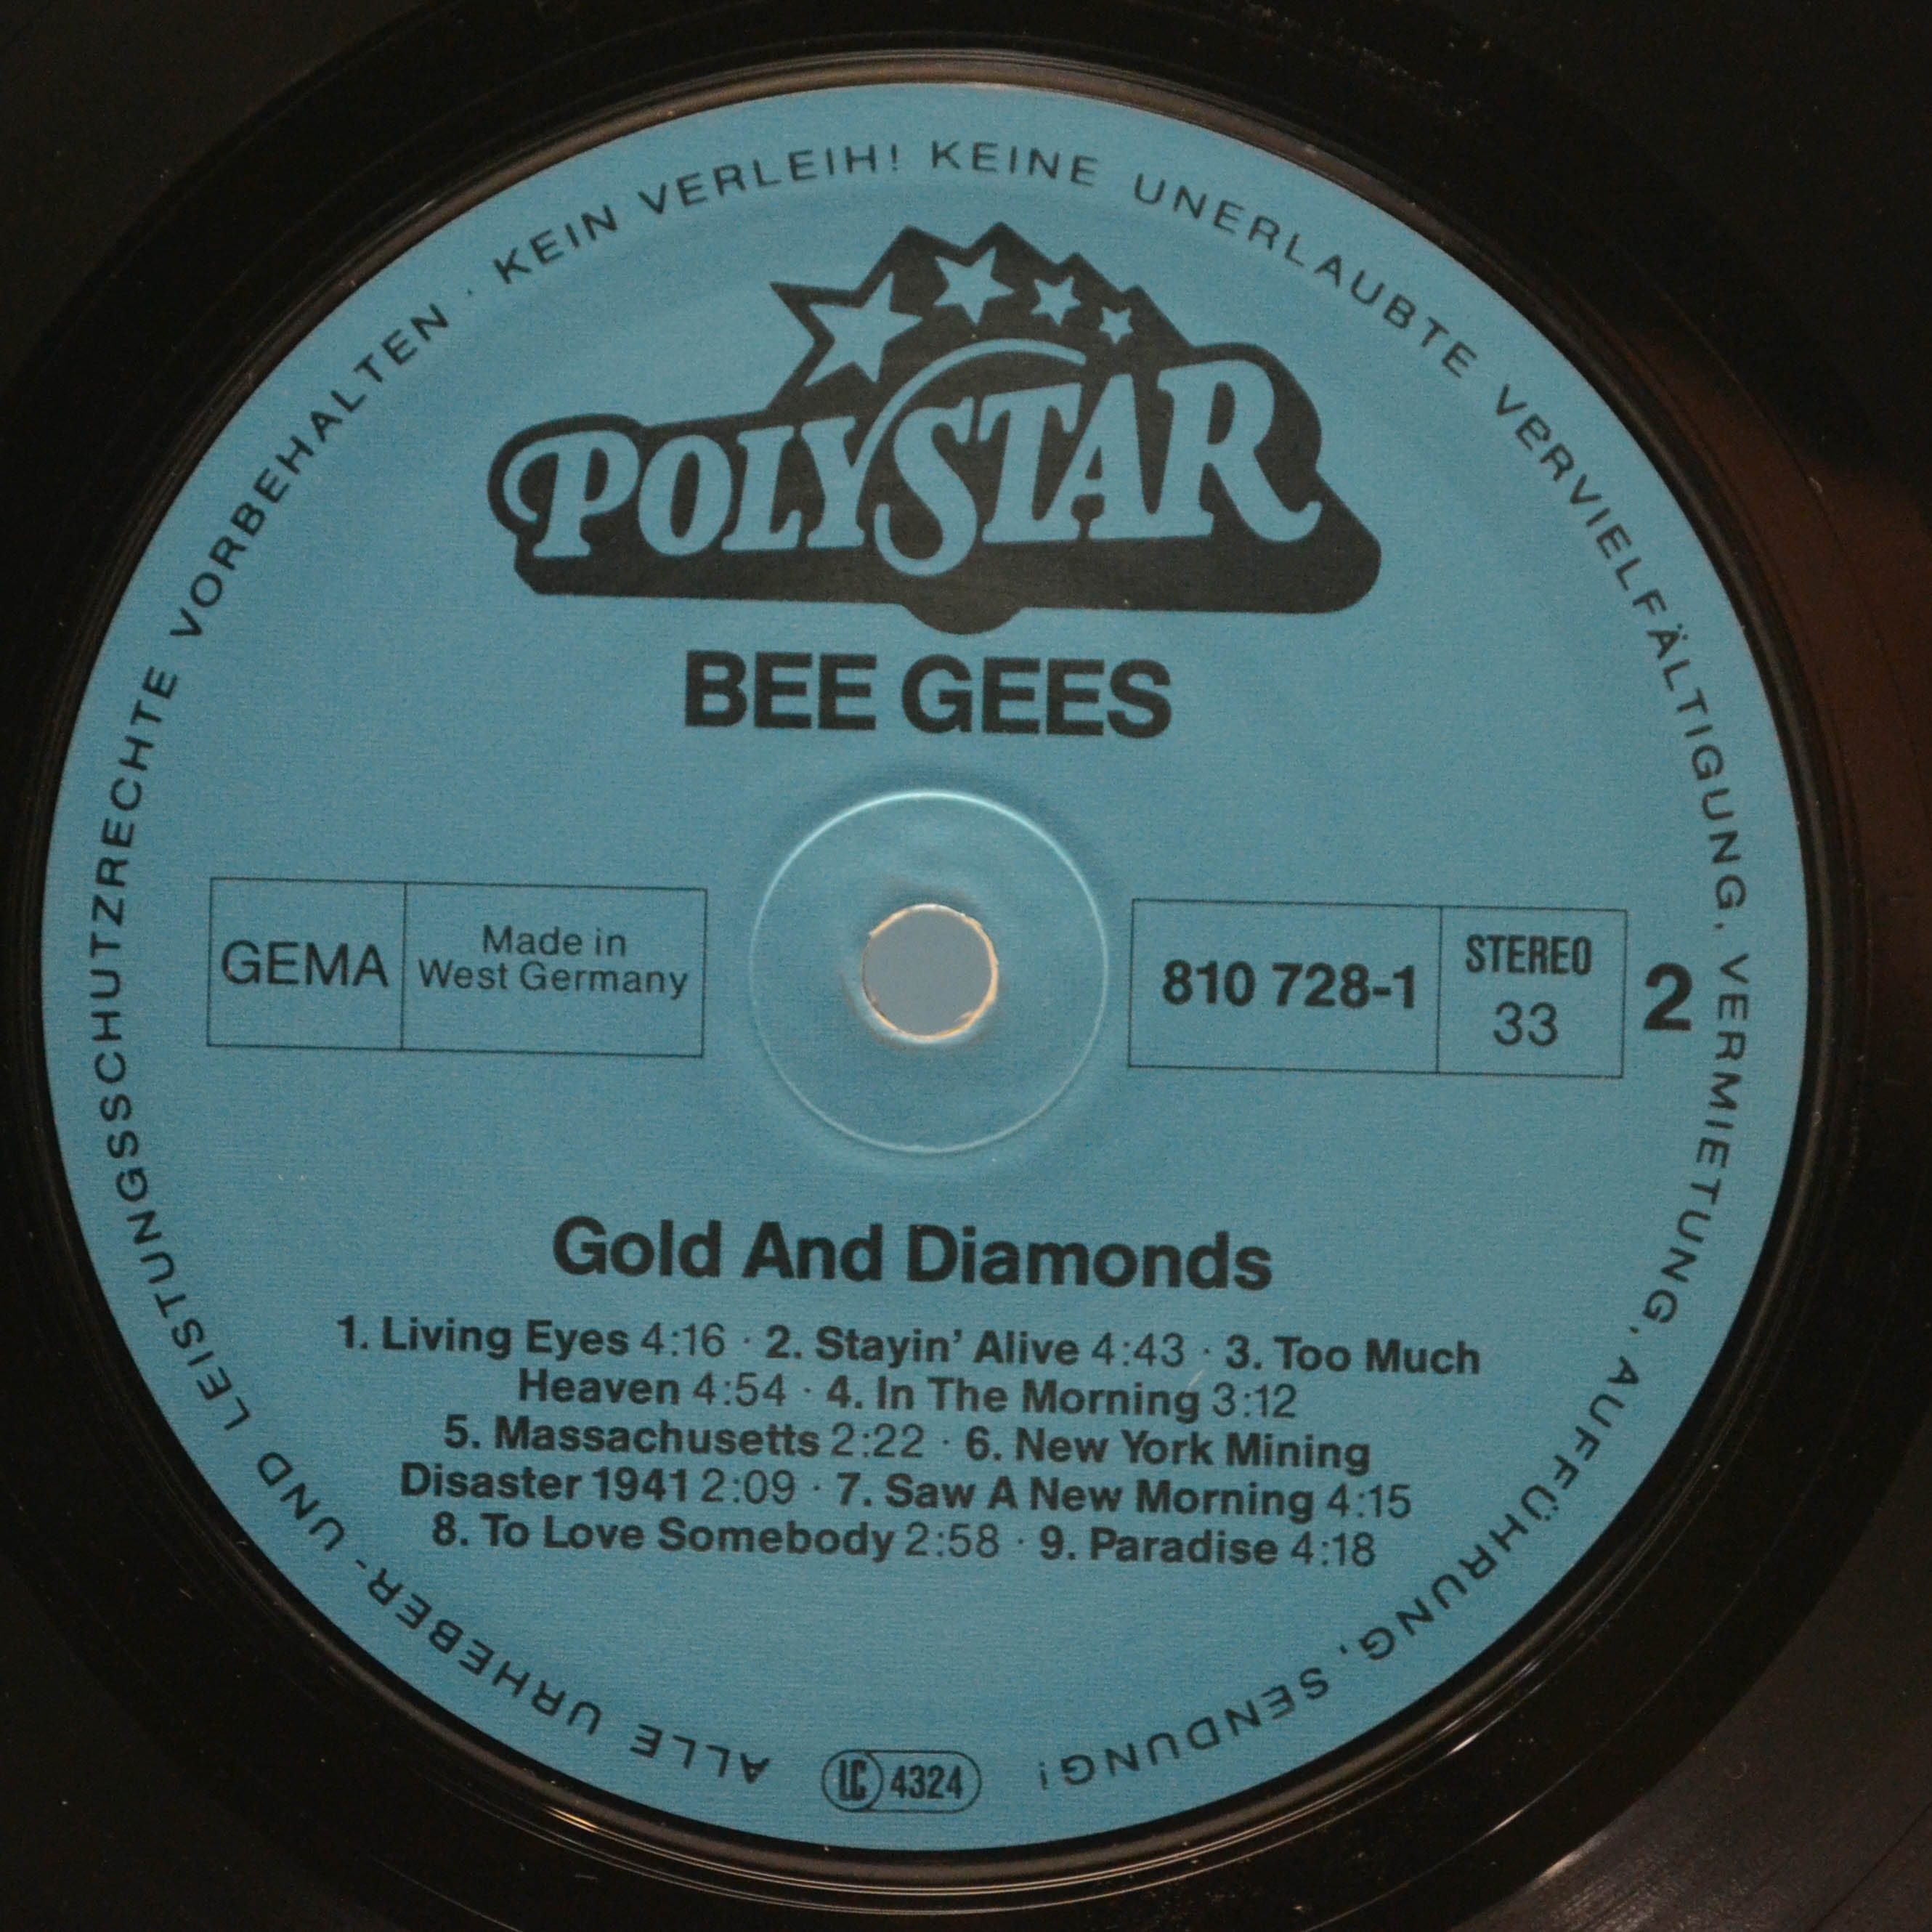 ALLE URHEBER- UND LEISTUNGSSCHUTZRECHTE VORBEHALTEN · KEIN VERLEIH! KEINE UNERLAUBTE VERVIELFÄLTIGUNG, VERMIETUNG, AUFFÜHRUNG, SENDUNG!
POLYSTAR
BEE GEES
GEMA
Made in
West Germany
810 728-1
STEREO
33
2
Gold And Diamonds
1. Living Eyes 4:16 · 2. Stayin’ Alive 4:43 · 3. Too Much
Heaven 4:54 · 4. In The Morning 3:12
5. Massachusetts 2:22 · 6. New York Mining
Disaster 1941 2:09 · 7. Saw A New Morning 4:15
8. To Love Somebody 2:58 · 9. Paradise 4:18
LC 4324